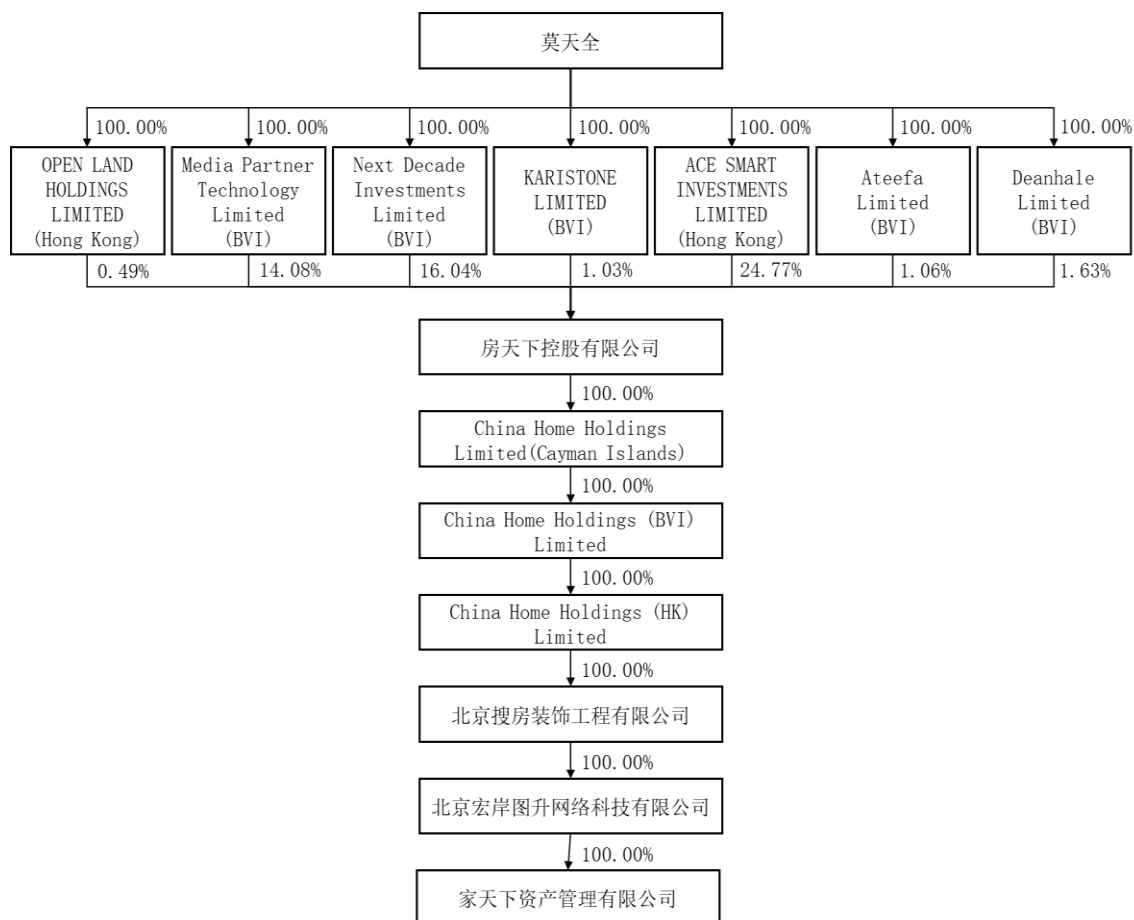 莫天全
100.00%
100.00%
100.00%
100.00%
100.00%
100.00%
100.00%
OPEN LAND
HOLDINGS
LIMITED
(Hong Kong)
Media Partner
Technology
Limited
(BVI)
Next Decade
Investments
Limited
(BVI)
KARISTONE
LIMITED
(BVI)
ACE SMART
INVESTMENTS
LIMITED
(Hong Kong)
Ateefa
Limited
(BVI)
Deanhale
Limited
(BVI)
0.49%
14.08%
16.04%
1.03%
24.77%
1.06%
1.63%
房天下控股有限公司
100.00%
China Home Holdings
Limited(Cayman Islands)
100.00%
China Home Holdings (BVI)
Limited
100.00%
China Home Holdings (HK)
Limited
100.00%
北京搜房装饰工程有限公司
100.00%
北京宏岸图升网络科技有限公司
100.00%
家天下资产管理有限公司